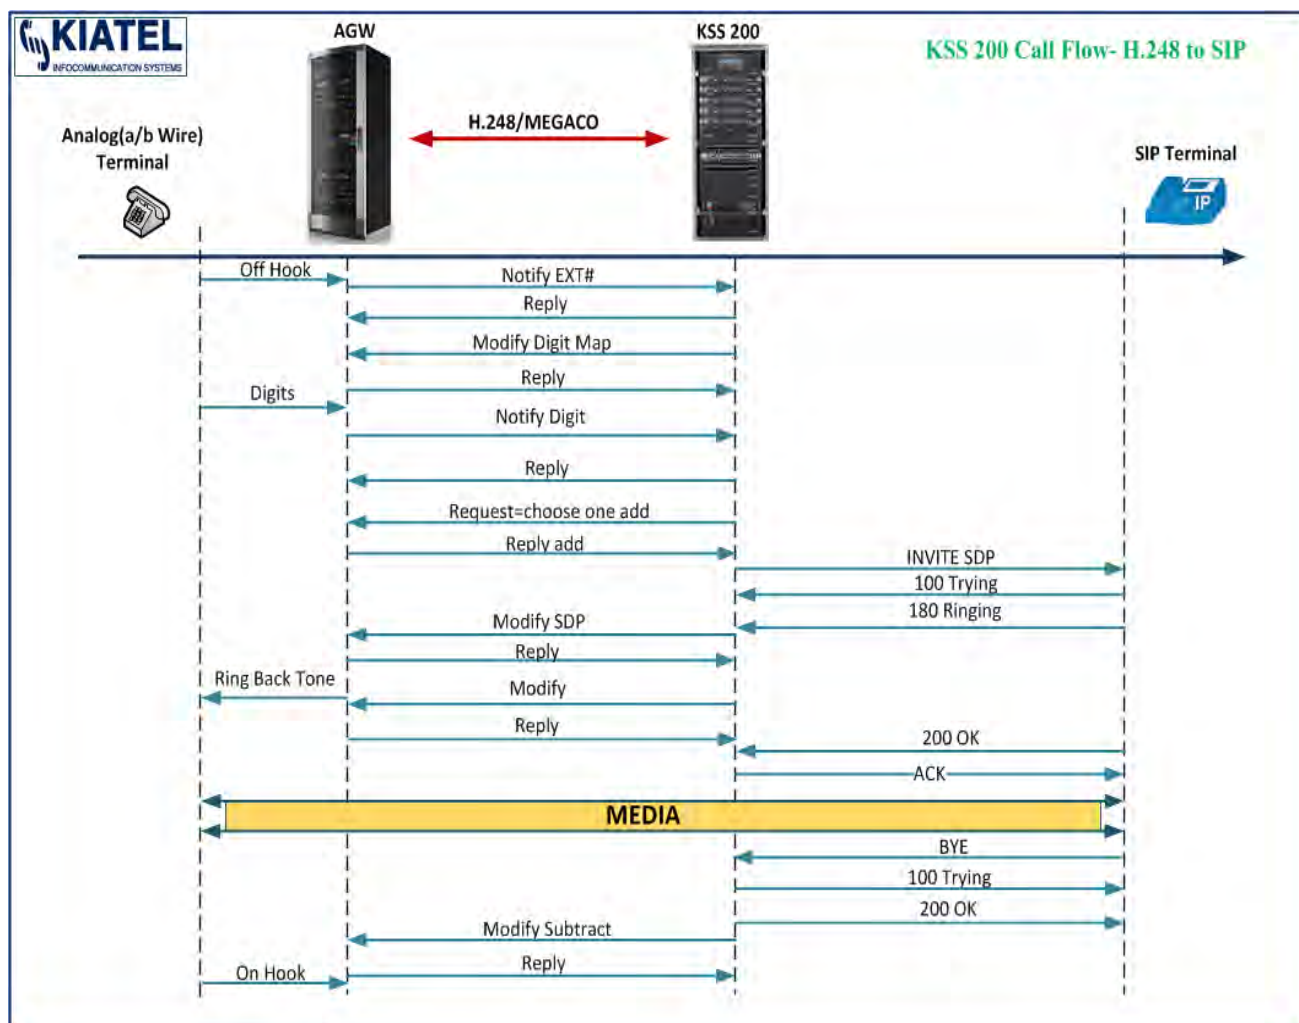 KIATEL
INFOCOMMUNICATION SYSTEMS
AGW
KSS 200
KSS 200 Call Flow- H.248 to SIP
H.248/MEGACO
Analog(a/b Wire)
Terminal
SIP Terminal
IP
Off Hook
Notify EXT#
Reply
Modify Digit Map
Reply
Digits
Notify Digit
Reply
Request=choose one add
Reply add
INVITE SDP
100 Trying
180 Ringing
Modify SDP
Reply
Ring Back Tone
Modify
Reply
200 OK
ACK
MEDIA
BYE
100 Trying
200 OK
Modify Subtract
Reply
On Hook